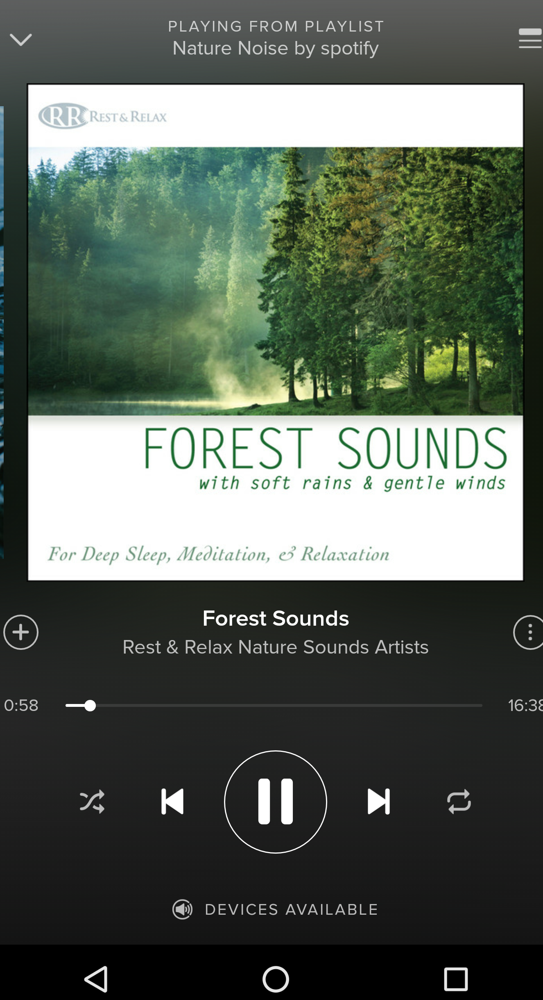 PLAYING FROM PLAYLIST
Nature Noise by spotify
RR REST & RELAX
FOREST SOUNDS
with soft rains & gentle winds
For Deep Sleep, Meditation, & Relaxation
Forest Sounds
Rest & Relax Nature Sounds Artists
0:58
16:38
DEVICES AVAILABLE